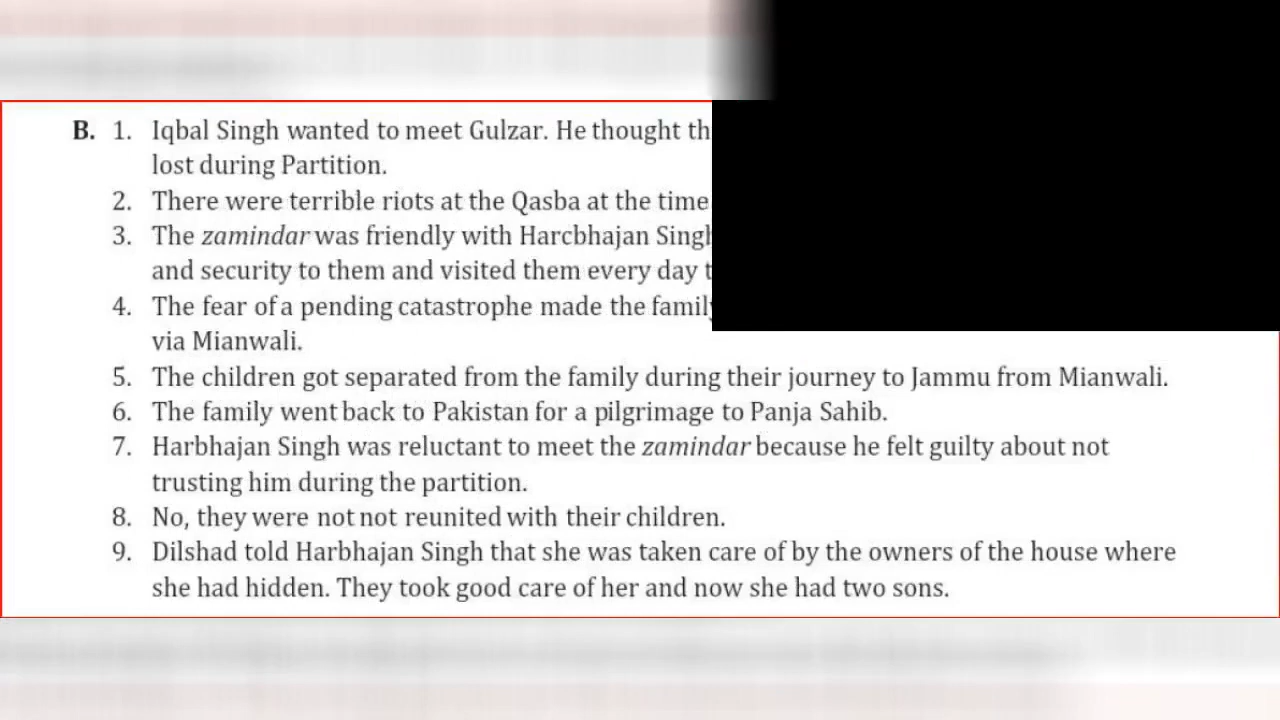 B. 1. Iqbal Singh wanted to meet Gulzar. He thought
lost during Partition.
2. There were terrible riots at the Qasba at the time
3. The zamindar was friendly with Harcbhajan
and security to them and visited them every day
4. The fear of a pending catastrophe made the
via Mianwali.
5. The children got separated from the family during their journey to Jammu from Mianwali.
6. The family went back to Pakistan for a pilgrimage to Panja Sahib.
7. Harbhajan Singh was reluctant to meet the zamindar because he felt guilty about not
trusting him during the partition.
8. No, they were not not reunited with their children.
9. Dilshad told Harbhajan Singh that she was taken care of by the owners of the house where
she had hidden. They took good care of her and now she had two sons.